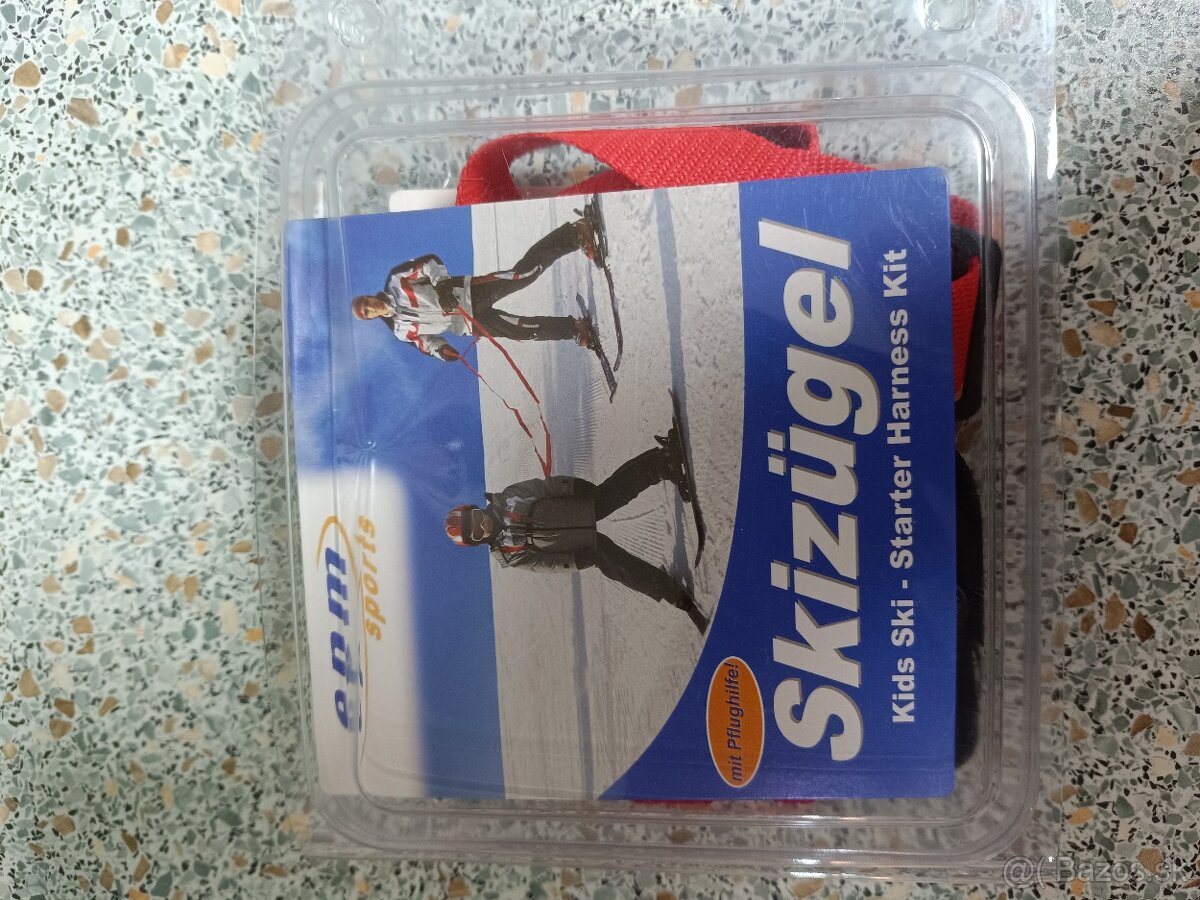 epm
sports
mit Pflughilfe!
Skizügel
Kids Ski - Starter Harness Kit
@( Bazos.sk